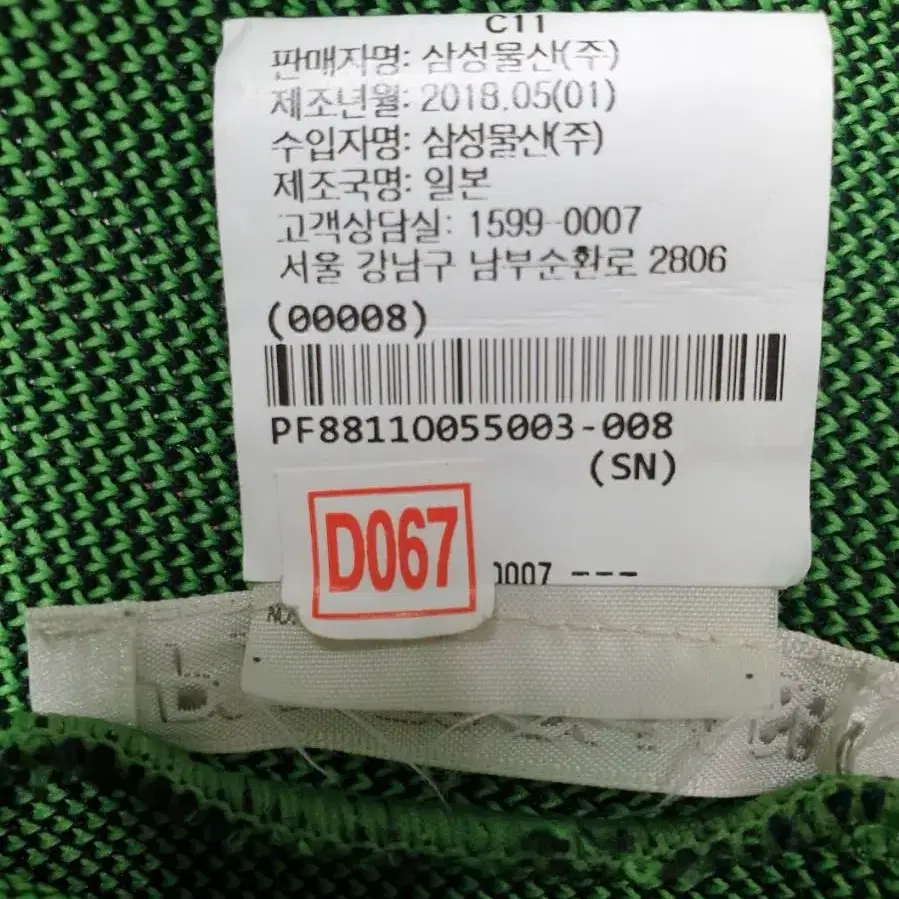 C11
판매자명: 삼성물산(주)
제조년월: 2018.05(01)
수입자명: 삼성물산(주)
제조국명: 일본
고객상담실: 1599-0007
서울 강남구 남부순환로 2806
(00008)
PF8811O055003-008
(SN)
D067
0007 ---
NO.